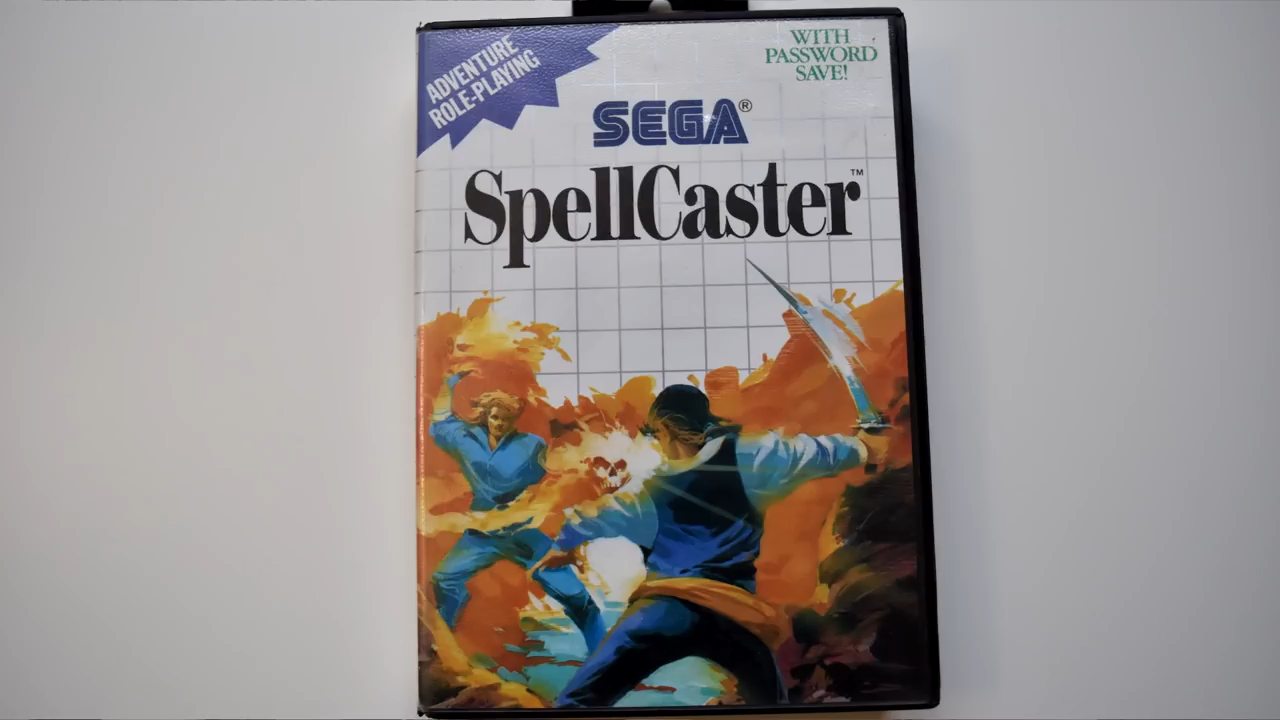 ADVENTURE
ROLE-PLAYING
WITH
PASSWORD
SAVE!
SEGA®
SpellCaster™